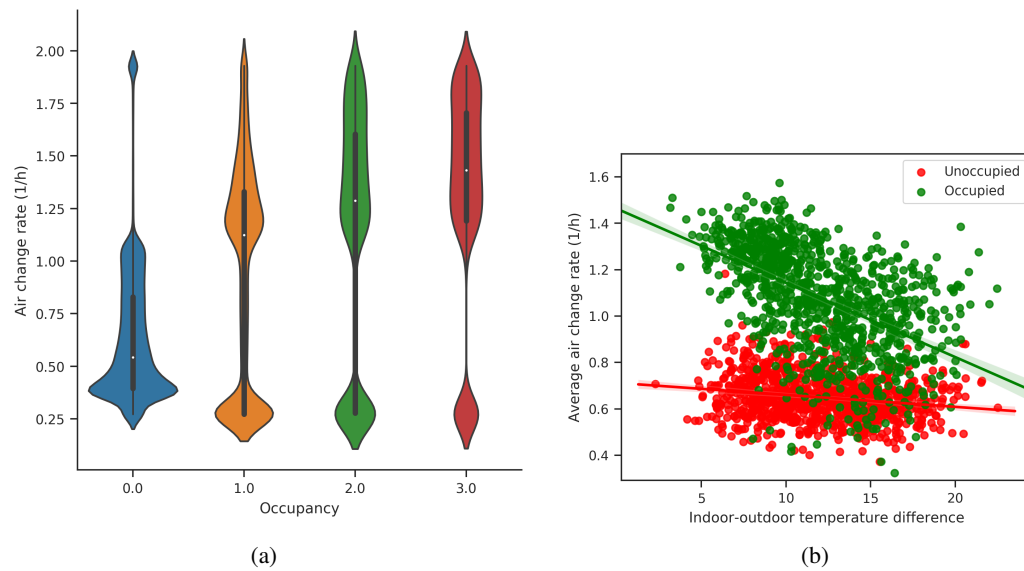 2.00
1.75
1.50
1.25
1.00
0.75
0.50
0.25
Air change rate (1/h)
0.0 1.0 2.0 3.0
Occupancy
(a)
1.6
1.4
1.2
1.0
0.8
0.6
0.4
Average air change rate (1/h)
Unoccupied
Occupied
5 10 15 20
Indoor-outdoor temperature difference
(b)